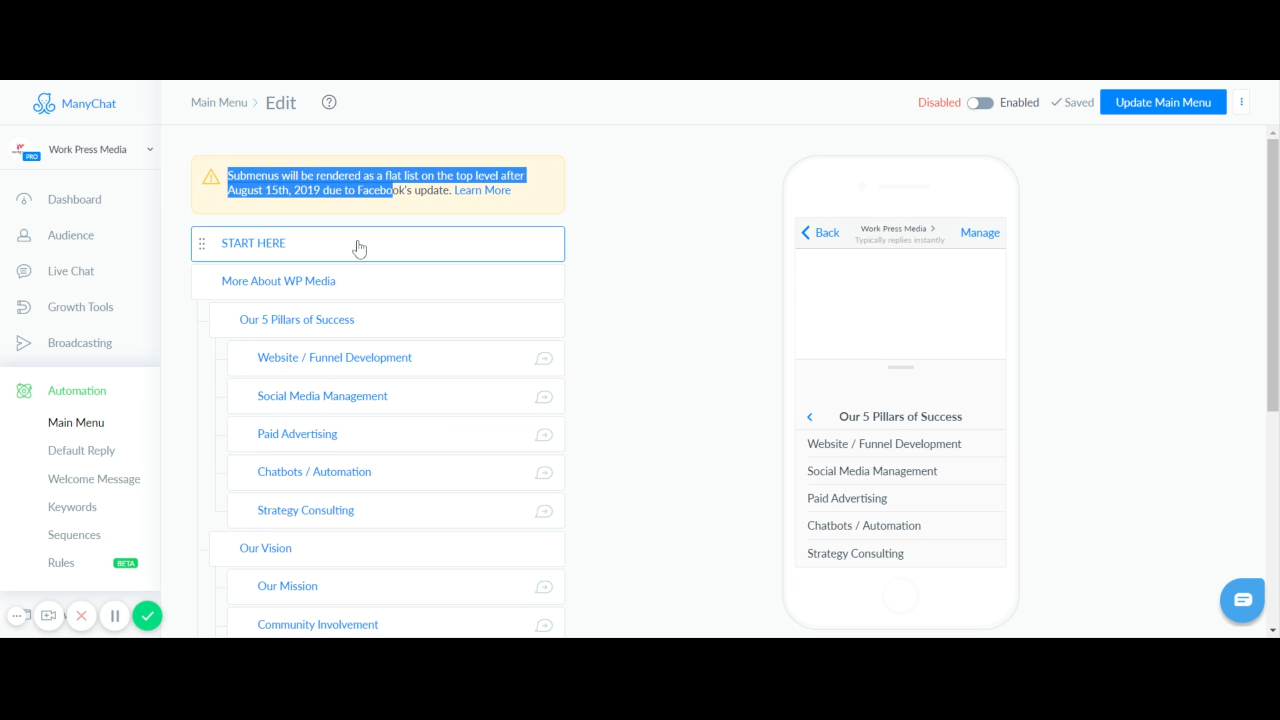 ManyChat
Main Menu > Edit
Disabled Enabled Saved Update Main Menu
PRO Work Press Media
Dashboard
Audience
Live Chat
Growth Tools
Broadcasting
Automation
Main Menu
Default Reply
Welcome Message
Keywords
Sequences
Rules BETA
Submenus will be rendered as a flat list on the top level after
August 15th, 2019 due to Facebook's update. Learn More
START HERE
More About WP Media
Our 5 Pillars of Success
Website / Funnel Development
Social Media Management
Paid Advertising
Chatbots / Automation
Strategy Consulting
Our Vision
Our Mission
Community Involvement
Back Work Press Media > Manage
Typically replies instantly
Our 5 Pillars of Success
Website / Funnel Development
Social Media Management
Paid Advertising
Chatbots / Automation
Strategy Consulting